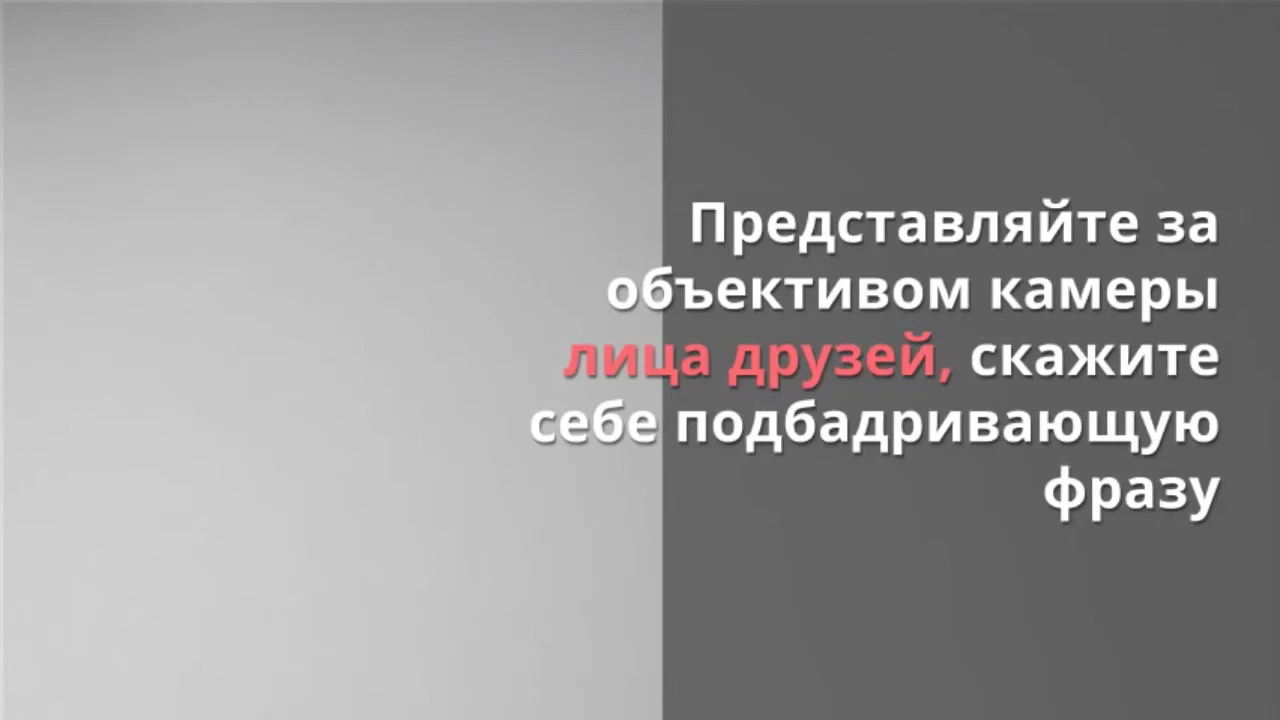 Представляйте за
объективом камеры
лица друзей, скажите
себе подбадривающую
фразу